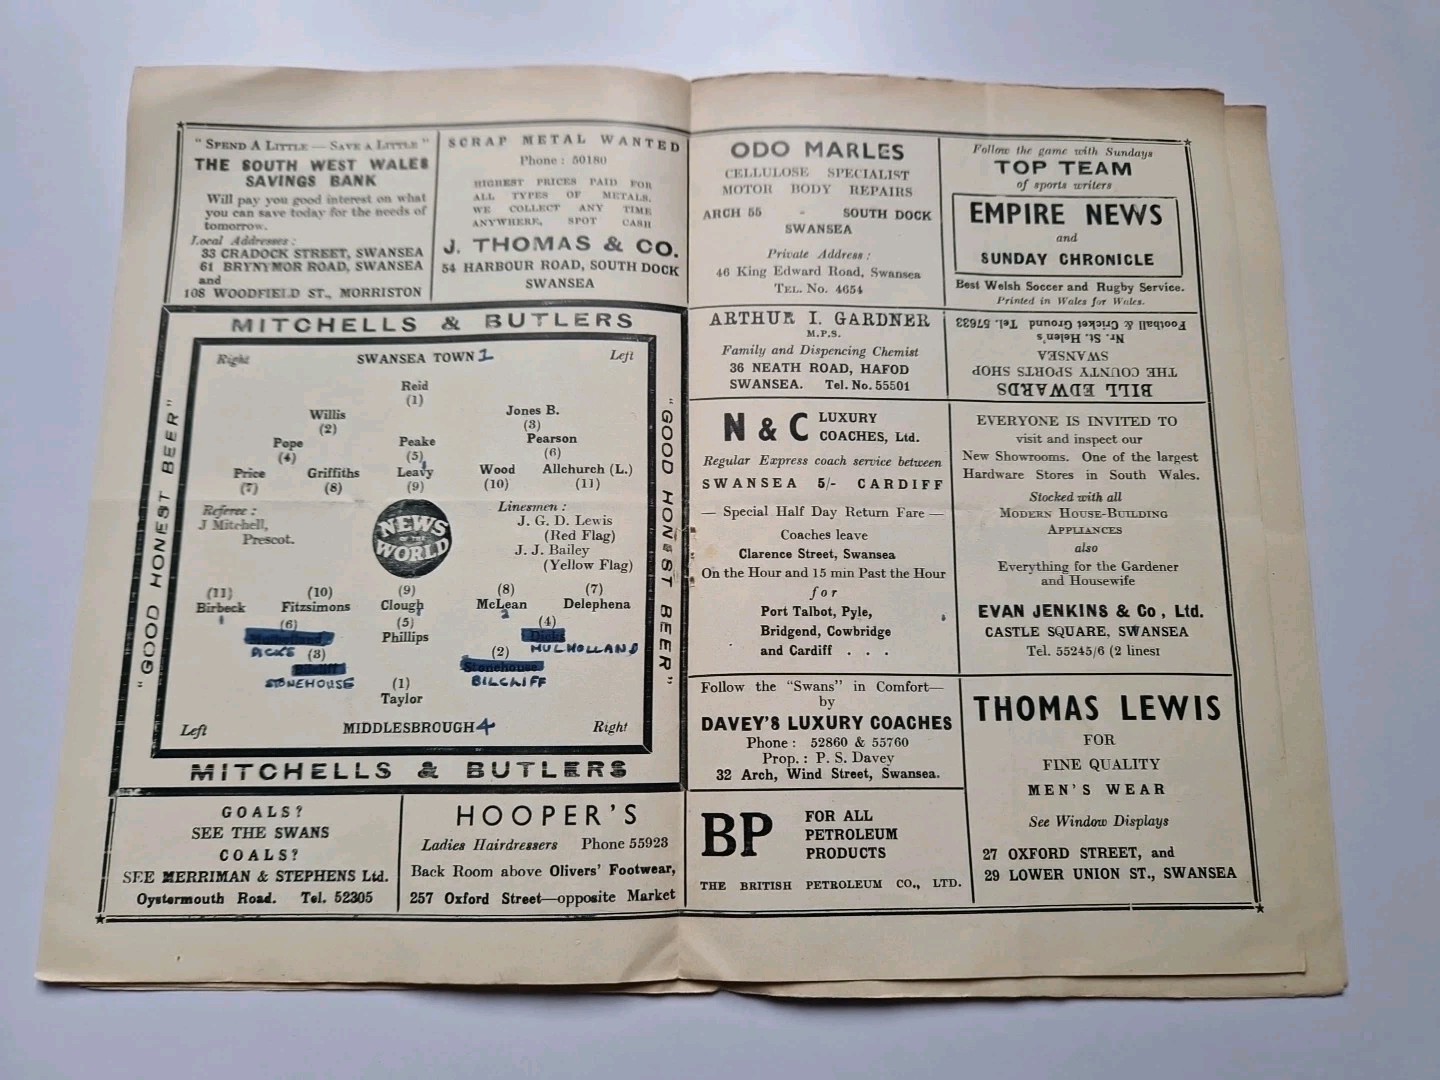 " SPEND A LITTLE — SAVE A LITTLE "
THE SOUTH WEST WALES
SAVINGS BANK
Will pay you good interest on what
you can save today for the needs of
tomorrow.
Local Addresses :
33 CRADOCK STREET, SWANSEA
61 BRYNYMOR ROAD, SWANSEA
and
108 WOODFIELD ST., MORRISTON
SCRAP METAL WANTED
Phone : 50180
HIGHEST PRICES PAID FOR
ALL TYPES OF METALS.
WE COLLECT ANY TIME
ANYWHERE, SPOT CASH
J. THOMAS & CO.
54 HARBOUR ROAD, SOUTH DOCK
SWANSEA
MITCHELLS & BUTLERS
"GOOD HONEST BEER"
Right SWANSEA TOWN 1 Left
Reid
(1)
Willis Jones B.
(2) (3)
Pope Peake Pearson
(4) (5) (6)
Price Griffiths Leavy Wood Allchurch (L.)
(7) (8) (9) (10) (11)
Referee :
J Mitchell,
Prescot.
NEWS
OF THE
WORLD
Linesmen :
J. G. D. Lewis
(Red Flag)
J. J. Bailey
(Yellow Flag)
(11) (10) (9) (8) (7)
Birbeck Fitzsimons Clough McLean Delephena
(6) (5) (4)
Mulholland Phillips Dicks
DICKS MULHOLLAND
(3) (2)
Bilcliff Stonehouse
STONEHOUSE BILCLIFF
(1)
Taylor
Left MIDDLESBROUGH 4 Right
"GOOD HONEST BEER"
MITCHELLS & BUTLERS
GOALS?
SEE THE SWANS
COALS?
SEE MERRIMAN & STEPHENS Ltd.
Oystermouth Road. Tel. 52305
HOOPER'S
Ladies Hairdressers Phone 55923
Back Room above Olivers' Footwear,
257 Oxford Street—opposite Market
ODO MARLES
CELLULOSE SPECIALIST
MOTOR BODY REPAIRS
ARCH 55 - SOUTH DOCK
SWANSEA
Private Address :
46 King Edward Road, Swansea
TEL. No. 4654
Follow the game with Sundays
TOP TEAM
of sports writers
EMPIRE NEWS
and
SUNDAY CHRONICLE
Best Welsh Soccer and Rugby Service.
Printed in Wales for Wales.
ARTHUR I. GARDNER
M.P.S.
Family and Dispencing Chemist
36 NEATH ROAD, HAFOD
SWANSEA. Tel. No. 55501
BILL EDWARDS
THE COUNTY SPORTS SHOP
SWANSEA
Nr. St. Helen's
Football & Cricket Ground Tel. 57633
N & C LUXURY
COACHES, Ltd.
Regular Express coach service between
SWANSEA 5/- CARDIFF
— Special Half Day Return Fare —
Coaches leave
Clarence Street, Swansea
On the Hour and 15 min Past the Hour
for
Port Talbot, Pyle,
Bridgend, Cowbridge
and Cardiff . . .
EVERYONE IS INVITED TO
visit and inspect our
New Showrooms. One of the largest
Hardware Stores in South Wales.
Stocked with all
MODERN HOUSE-BUILDING
APPLIANCES
also
Everything for the Gardener
and Housewife
EVAN JENKINS & Co, Ltd.
CASTLE SQUARE, SWANSEA
Tel. 55245/6 (2 lines)
Follow the "Swans" in Comfort—
by
DAVEY'S LUXURY COACHES
Phone : 52860 & 55760
Prop. : P. S. Davey
32 Arch, Wind Street, Swansea.
BP FOR ALL
PETROLEUM
PRODUCTS
THE BRITISH PETROLEUM CO., LTD.
THOMAS LEWIS
FOR
FINE QUALITY
MEN'S WEAR
See Window Displays
27 OXFORD STREET, and
29 LOWER UNION ST., SWANSEA